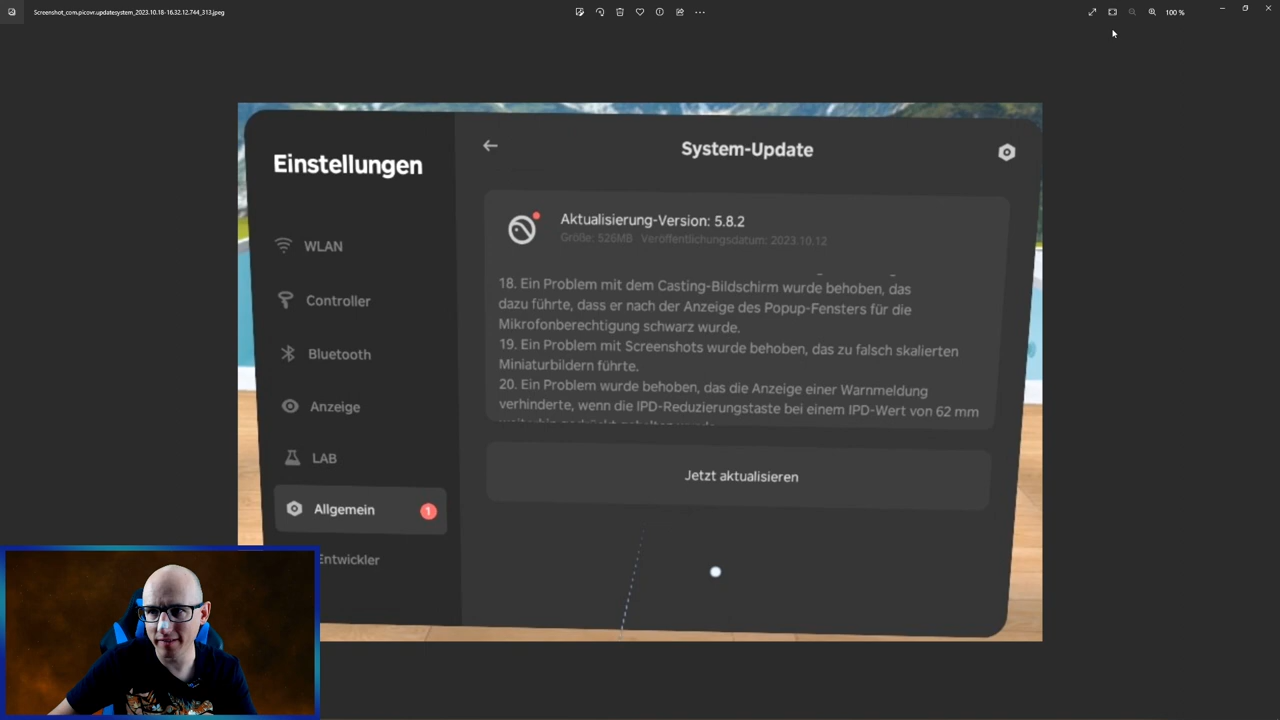 Screenshot_com.picovr.updatesystem_2023.10.18-16.32.12.744_313.jpeg
100 %
Einstellungen
WLAN
Controller
Bluetooth
Anzeige
LAB
Allgemein
1
Entwickler
System-Update
Aktualisierung-Version: 5.8.2
Größe: 526MB Veröffentlichungsdatum: 2023.10.12
18. Ein Problem mit dem Casting-Bildschirm wurde behoben, das
dazu führte, dass er nach der Anzeige des Popup-Fensters für die
Mikrofonberechtigung schwarz wurde.
19. Ein Problem mit Screenshots wurde behoben, das zu falsch skalierten
Miniaturbildern führte.
20. Ein Problem wurde behoben, das die Anzeige einer Warnmeldung
verhinderte, wenn die IPD-Reduzierungstaste bei einem IPD-Wert von 62 mm
Jetzt aktualisieren